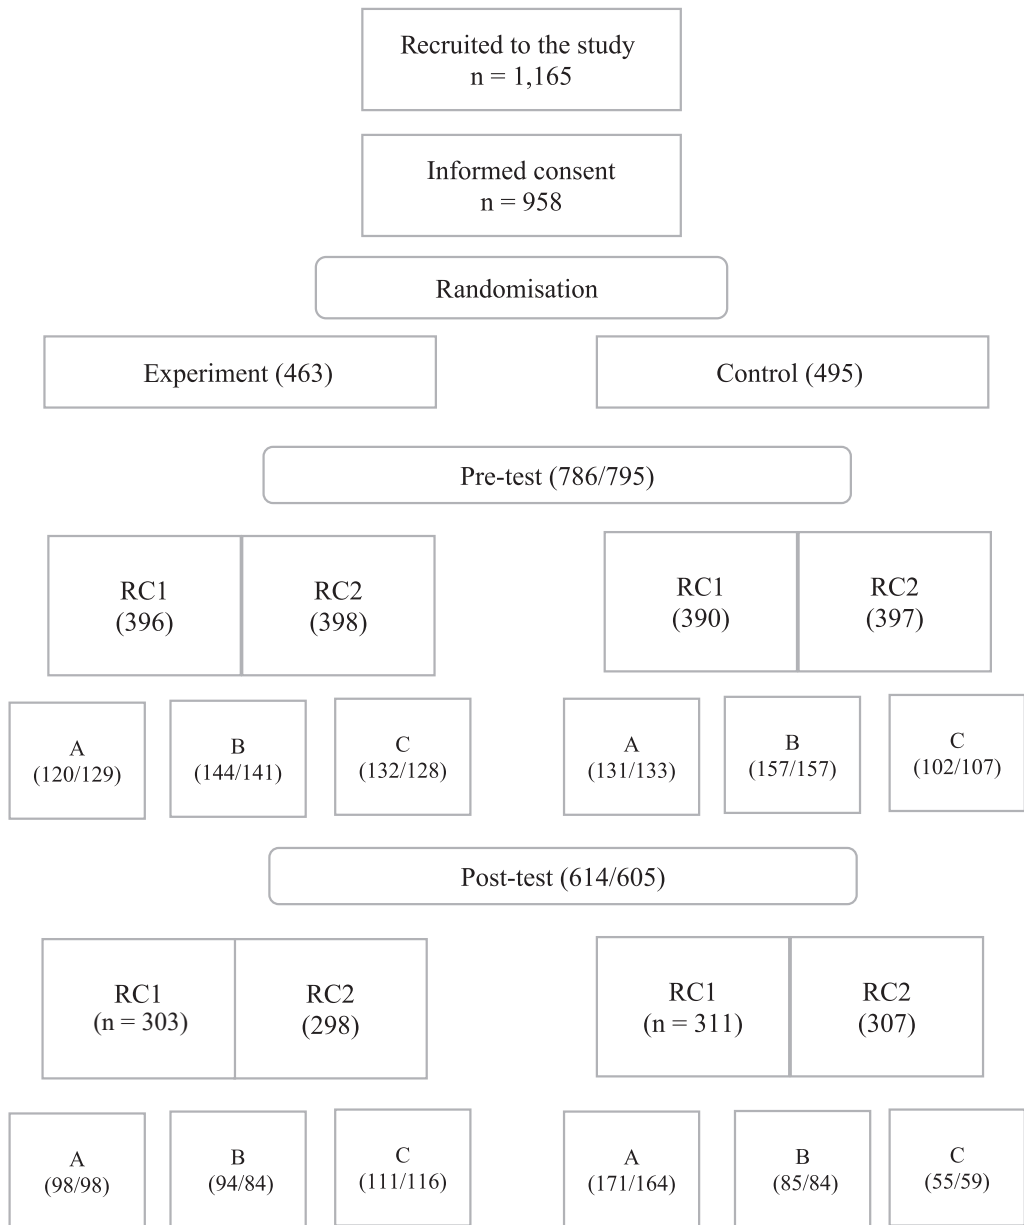 Recruited to the study
n = 1,165
Informed consent
n = 958
Randomisation
Experiment (463)
Control (495)
Pre-test (786/795)
RC1
(396)
RC2
(398)
RC1
(390)
RC2
(397)
A
(120/129)
B
(144/141)
C
(132/128)
A
(131/133)
B
(157/157)
C
(102/107)
Post-test (614/605)
RC1
(n = 303)
RC2
(298)
RC1
(n = 311)
RC2
(307)
A
(98/98)
B
(94/84)
C
(111/116)
A
(171/164)
B
(85/84)
C
(55/59)